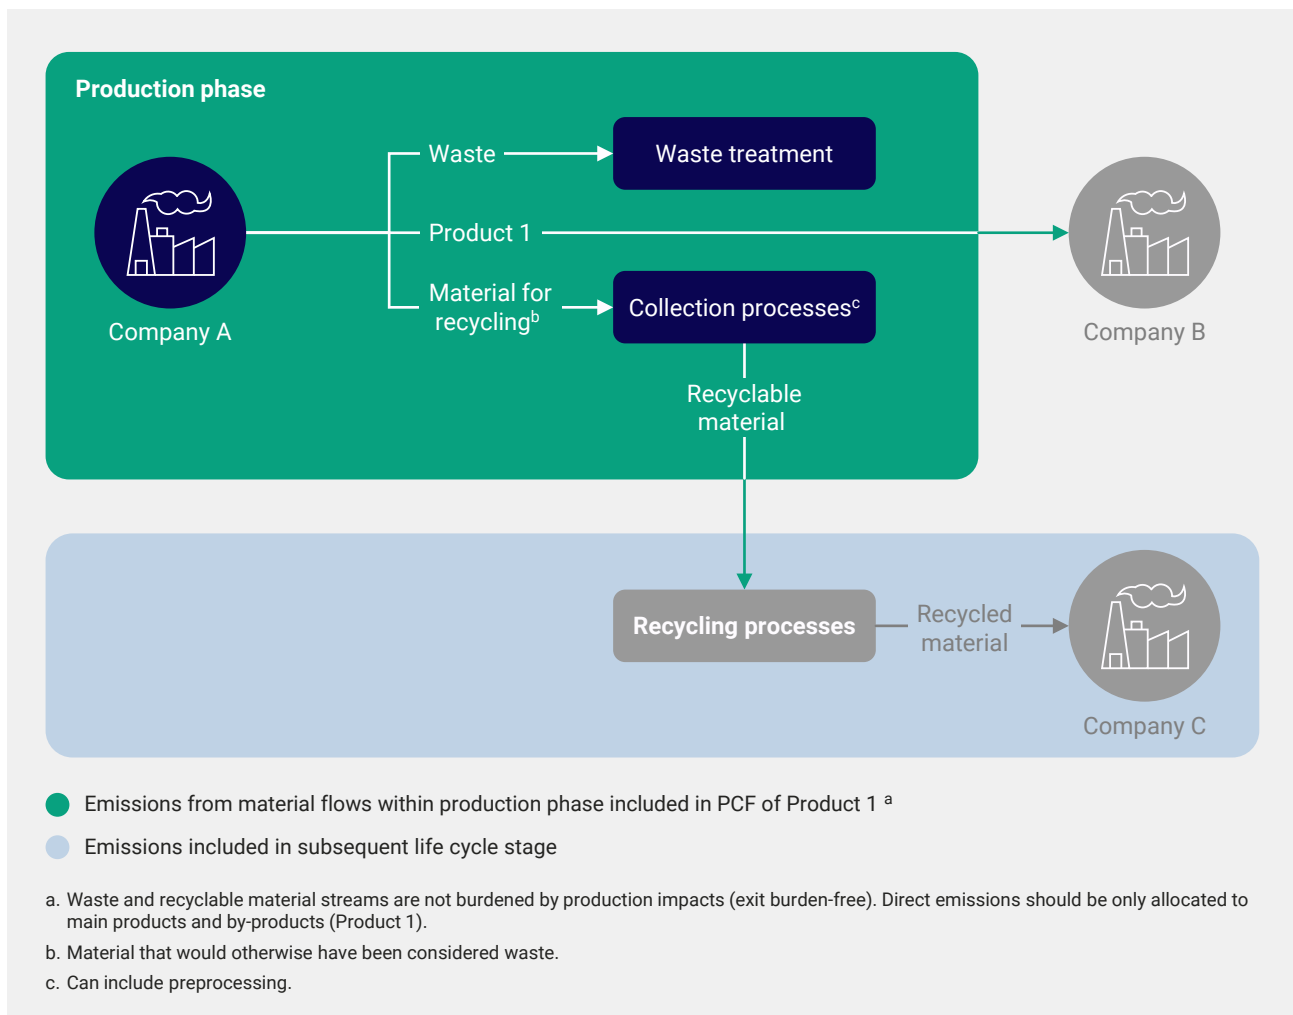 Production phase
Waste
Waste treatment
Product 1
Material for
recyclingᵇ
Collection processesᶜ
Company A
Company B
Recyclable
material
Recycling processes
Recycled
material
Company C
Emissions from material flows within production phase included in PCF of Product 1 ᵃ
Emissions included in subsequent life cycle stage
a. Waste and recyclable material streams are not burdened by production impacts (exit burden-free). Direct emissions should be only allocated to
main products and by-products (Product 1).
b. Material that would otherwise have been considered waste.
c. Can include preprocessing.